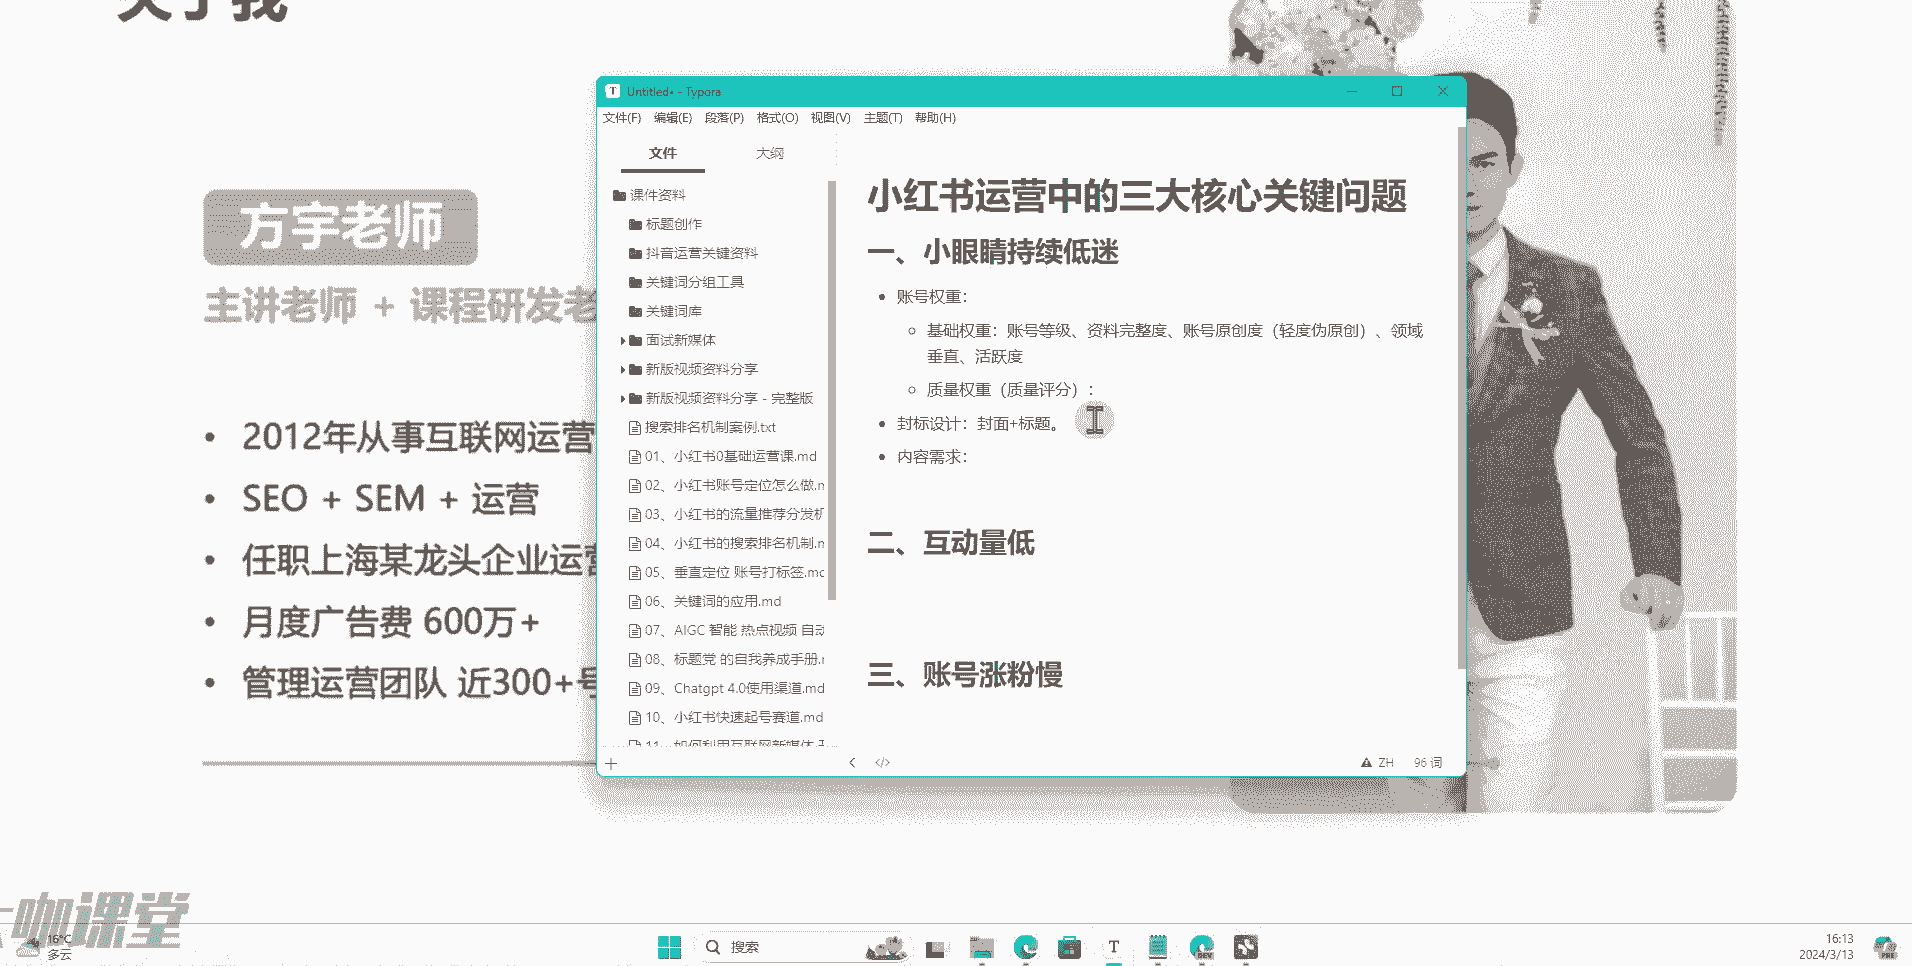 关于我
方宇老师
主讲老师 + 课程研发老
2012年从事互联网运营
SEO + SEM + 运营
任职上海某龙头企业运营
月度广告费 600万+
管理运营团队 近300+号
Untitled• - Typora
文件(F) 编辑(E) 段落(P) 格式(O) 视图(V) 主题(T) 帮助(H)
文件 大纲
课件资料
标题创作
抖音运营关键资料
关键词分组工具
关键词库
面试新媒体
新版视频资料分享
新版视频资料分享 - 完整版
搜索排名机制案例.txt
01、小红书0基础运营课.md
02、小红书账号定位怎么做.m
03、小红书的流量推荐分发机
04、小红书的搜索排名机制.m
05、垂直定位 账号打标签.md
06、关键词的应用.md
07、AIGC 智能 热点视频 自动
08、标题党 的自我养成手册.m
09、Chatgpt 4.0使用渠道.md
10、小红书快速起号赛道.md
11、如何利用互联网新媒体
小红书运营中的三大核心关键问题
一、小眼睛持续低迷
账号权重：
基础权重：账号等级、资料完整度、账号原创度（轻度伪原创）、领域
垂直、活跃度
质量权重（质量评分）：
封标设计：封面+标题。
内容需求：
二、互动量低
三、账号涨粉慢
ZH 96 词
咖课堂
16°C
多云
搜索
T
DEV
16:13
2024/3/13
PRE